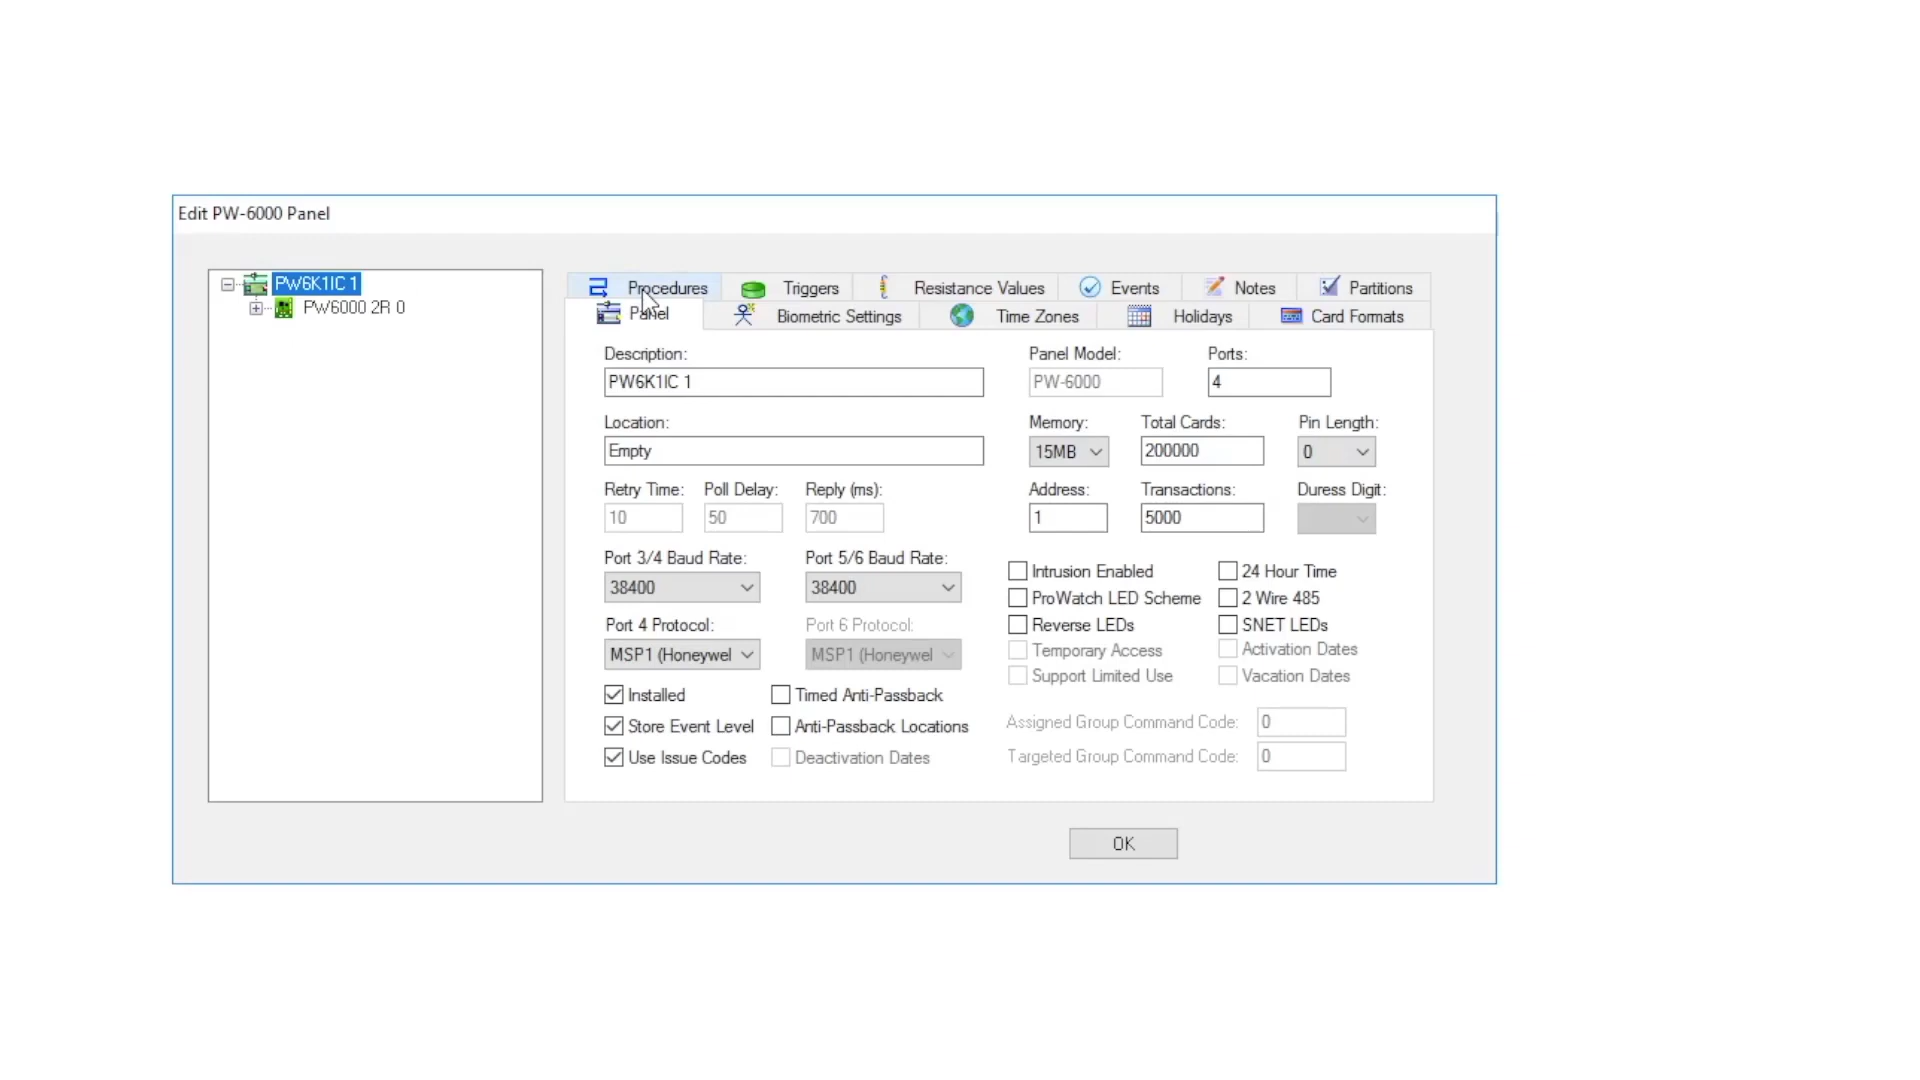 Edit PW-6000 Panel
PW6K1IC 1
PW6000 2R 0
Procedures Triggers Resistance Values Events Notes Partitions
Panel Biometric Settings Time Zones Holidays Card Formats
Description: Panel Model: Ports:
PW6K1IC 1 PW-6000 4
Location: Memory: Total Cards: Pin Length:
Empty 15MB 200000 0
Retry Time: Poll Delay: Reply (ms): Address: Transactions: Duress Digit:
10 50 700 1 5000
Port 3/4 Baud Rate: Port 5/6 Baud Rate:
38400 38400
Intrusion Enabled 24 Hour Time
ProWatch LED Scheme 2 Wire 485
Port 4 Protocol: Port 6 Protocol: Reverse LEDs SNET LEDs
MSP1 (Honeywel MSP1 (Honeywel Temporary Access Activation Dates
Support Limited Use Vacation Dates
Installed Timed Anti-Passback
Store Event Level Anti-Passback Locations Assigned Group Command Code: 0
Use Issue Codes Deactivation Dates Targeted Group Command Code: 0
OK